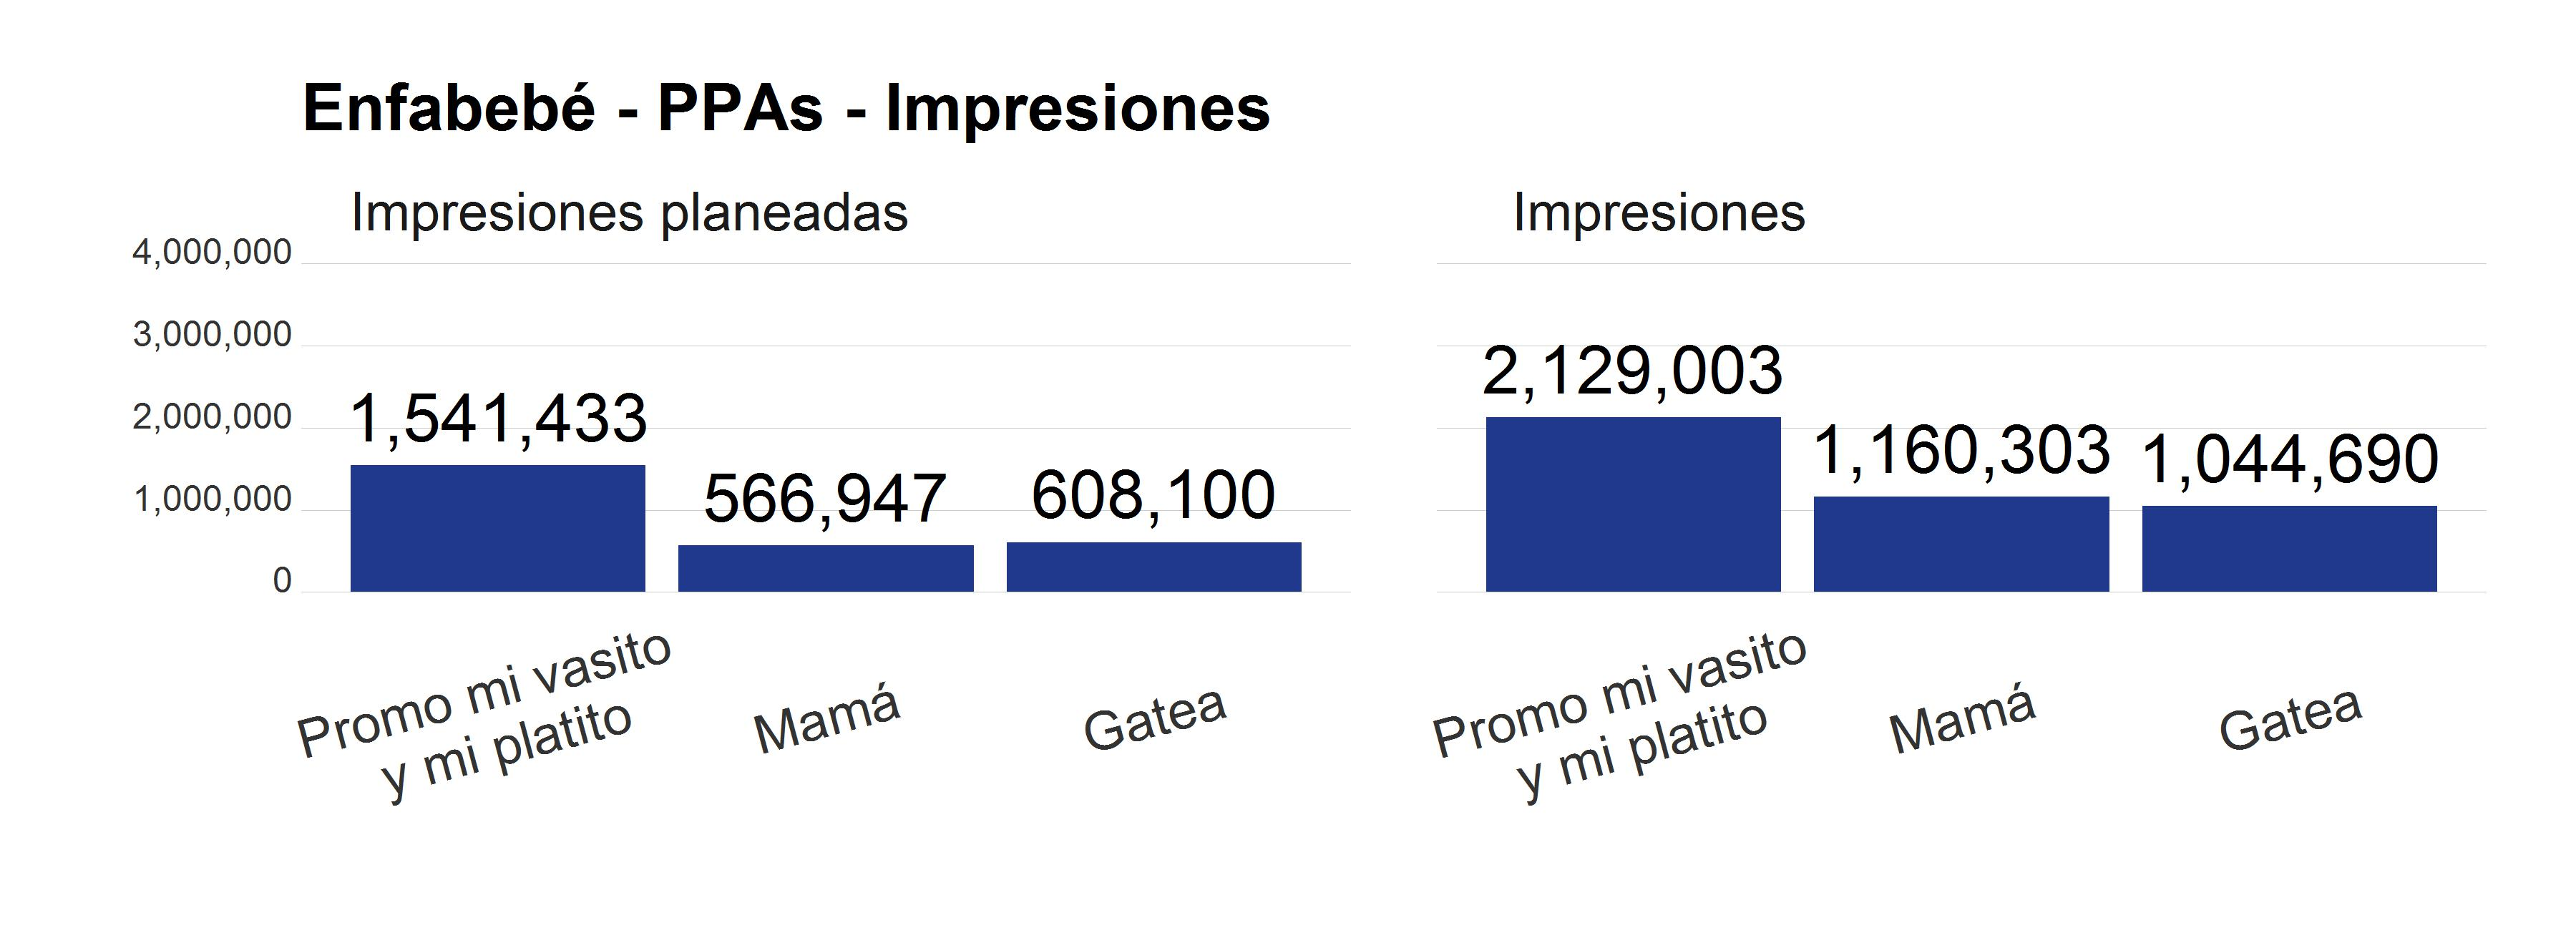 Enfabebé - PPAs - Impresiones
Impresiones planeadas
Impresiones
4,000,000
3,000,000
2,000,000
1,000,000
0
1,541,433
566,947
608,100
2,129,003
1,160,303
1,044,690
Promo mi vasito
y mi platito
Mamá
Gatea
Promo mi vasito
y mi platito
Mamá
Gatea